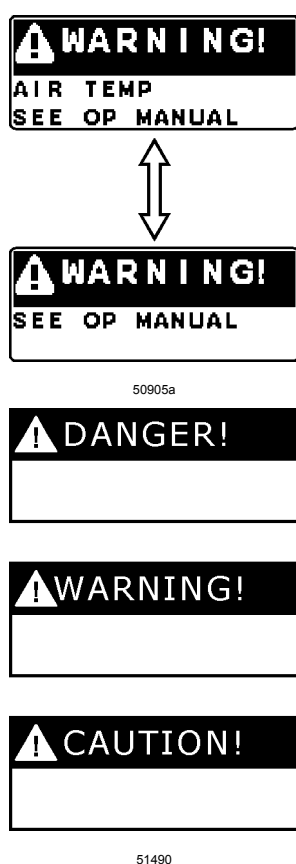 WARNING!
AIR TEMP
SEE OP MANUAL
WARNING!
SEE OP MANUAL
50905a
DANGER!
WARNING!
CAUTION!
51490